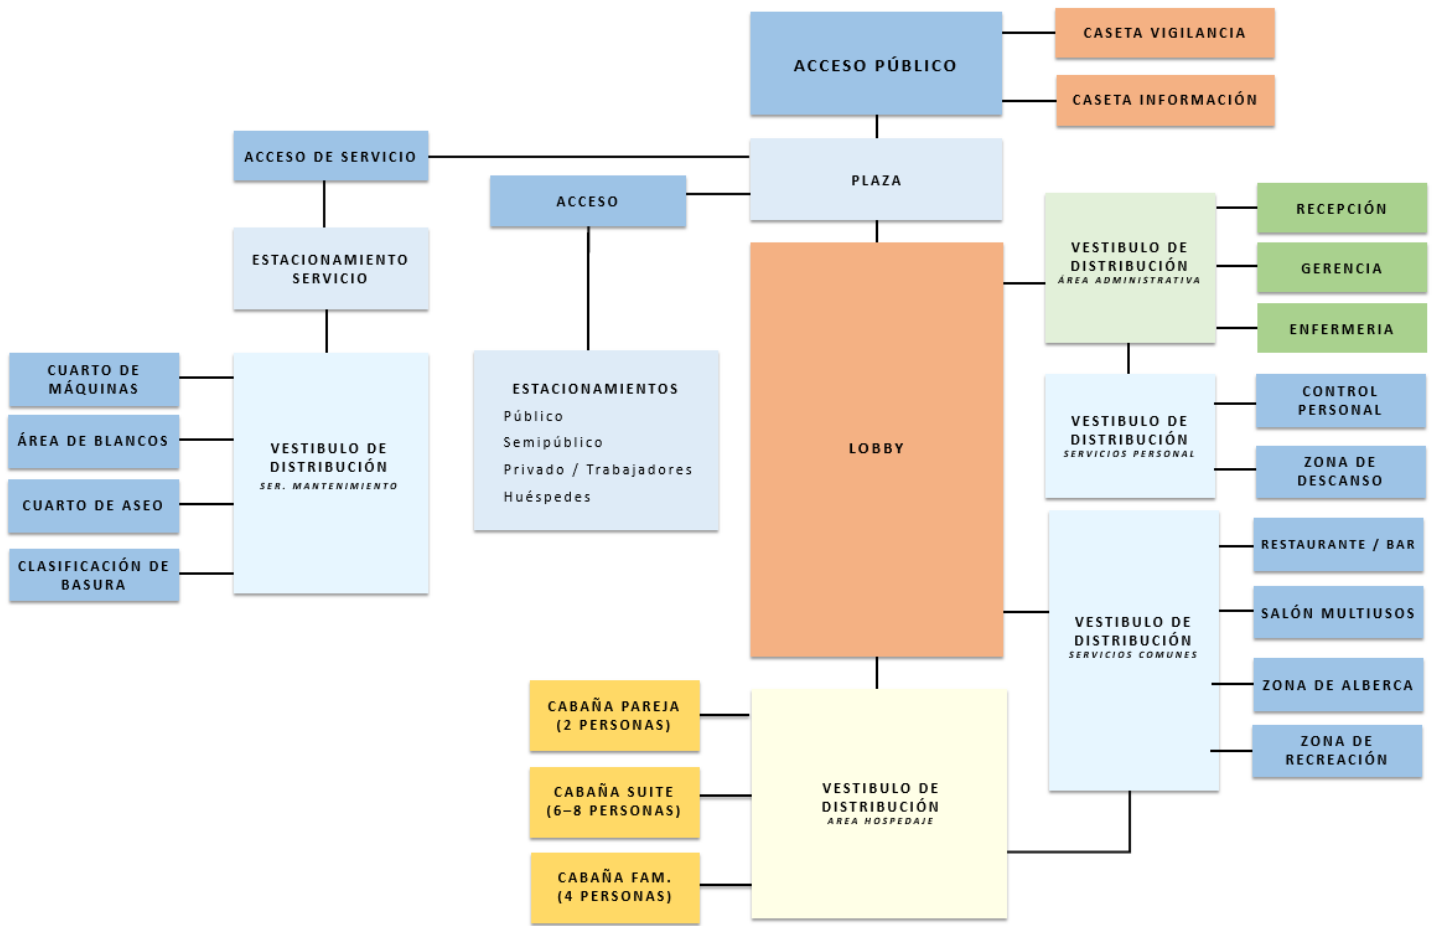 ACCESO PÚBLICO
CASETA VIGILANCIA
CASETA INFORMACIÓN
ACCESO DE SERVICIO
PLAZA
ACCESO
ESTACIONAMIENTO
SERVICIO
VESTIBULO DE
DISTRIBUCIÓN
ÁREA ADMINISTRATIVA
RECEPCIÓN
GERENCIA
ENFERMERIA
CUARTO DE
MÁQUINAS
ÁREA DE BLANCOS
CUARTO DE ASEO
CLASIFICACIÓN DE
BASURA
VESTIBULO DE
DISTRIBUCIÓN
SER. MANTENIMIENTO
ESTACIONAMIENTOS
Público
Semipúblico
Privado / Trabajadores
Huéspedes
LOBBY
VESTIBULO DE
DISTRIBUCIÓN
SERVICIOS PERSONAL
CONTROL
PERSONAL
ZONA DE
DESCANSO
VESTIBULO DE
DISTRIBUCIÓN
SERVICIOS COMUNES
RESTAURANTE / BAR
SALÓN MULTIUSOS
ZONA DE ALBERCA
ZONA DE
RECREACIÓN
CABAÑA PAREJA
(2 PERSONAS)
CABAÑA SUITE
(6–8 PERSONAS)
CABAÑA FAM.
(4 PERSONAS)
VESTIBULO DE
DISTRIBUCIÓN
AREA HOSPEDAJE